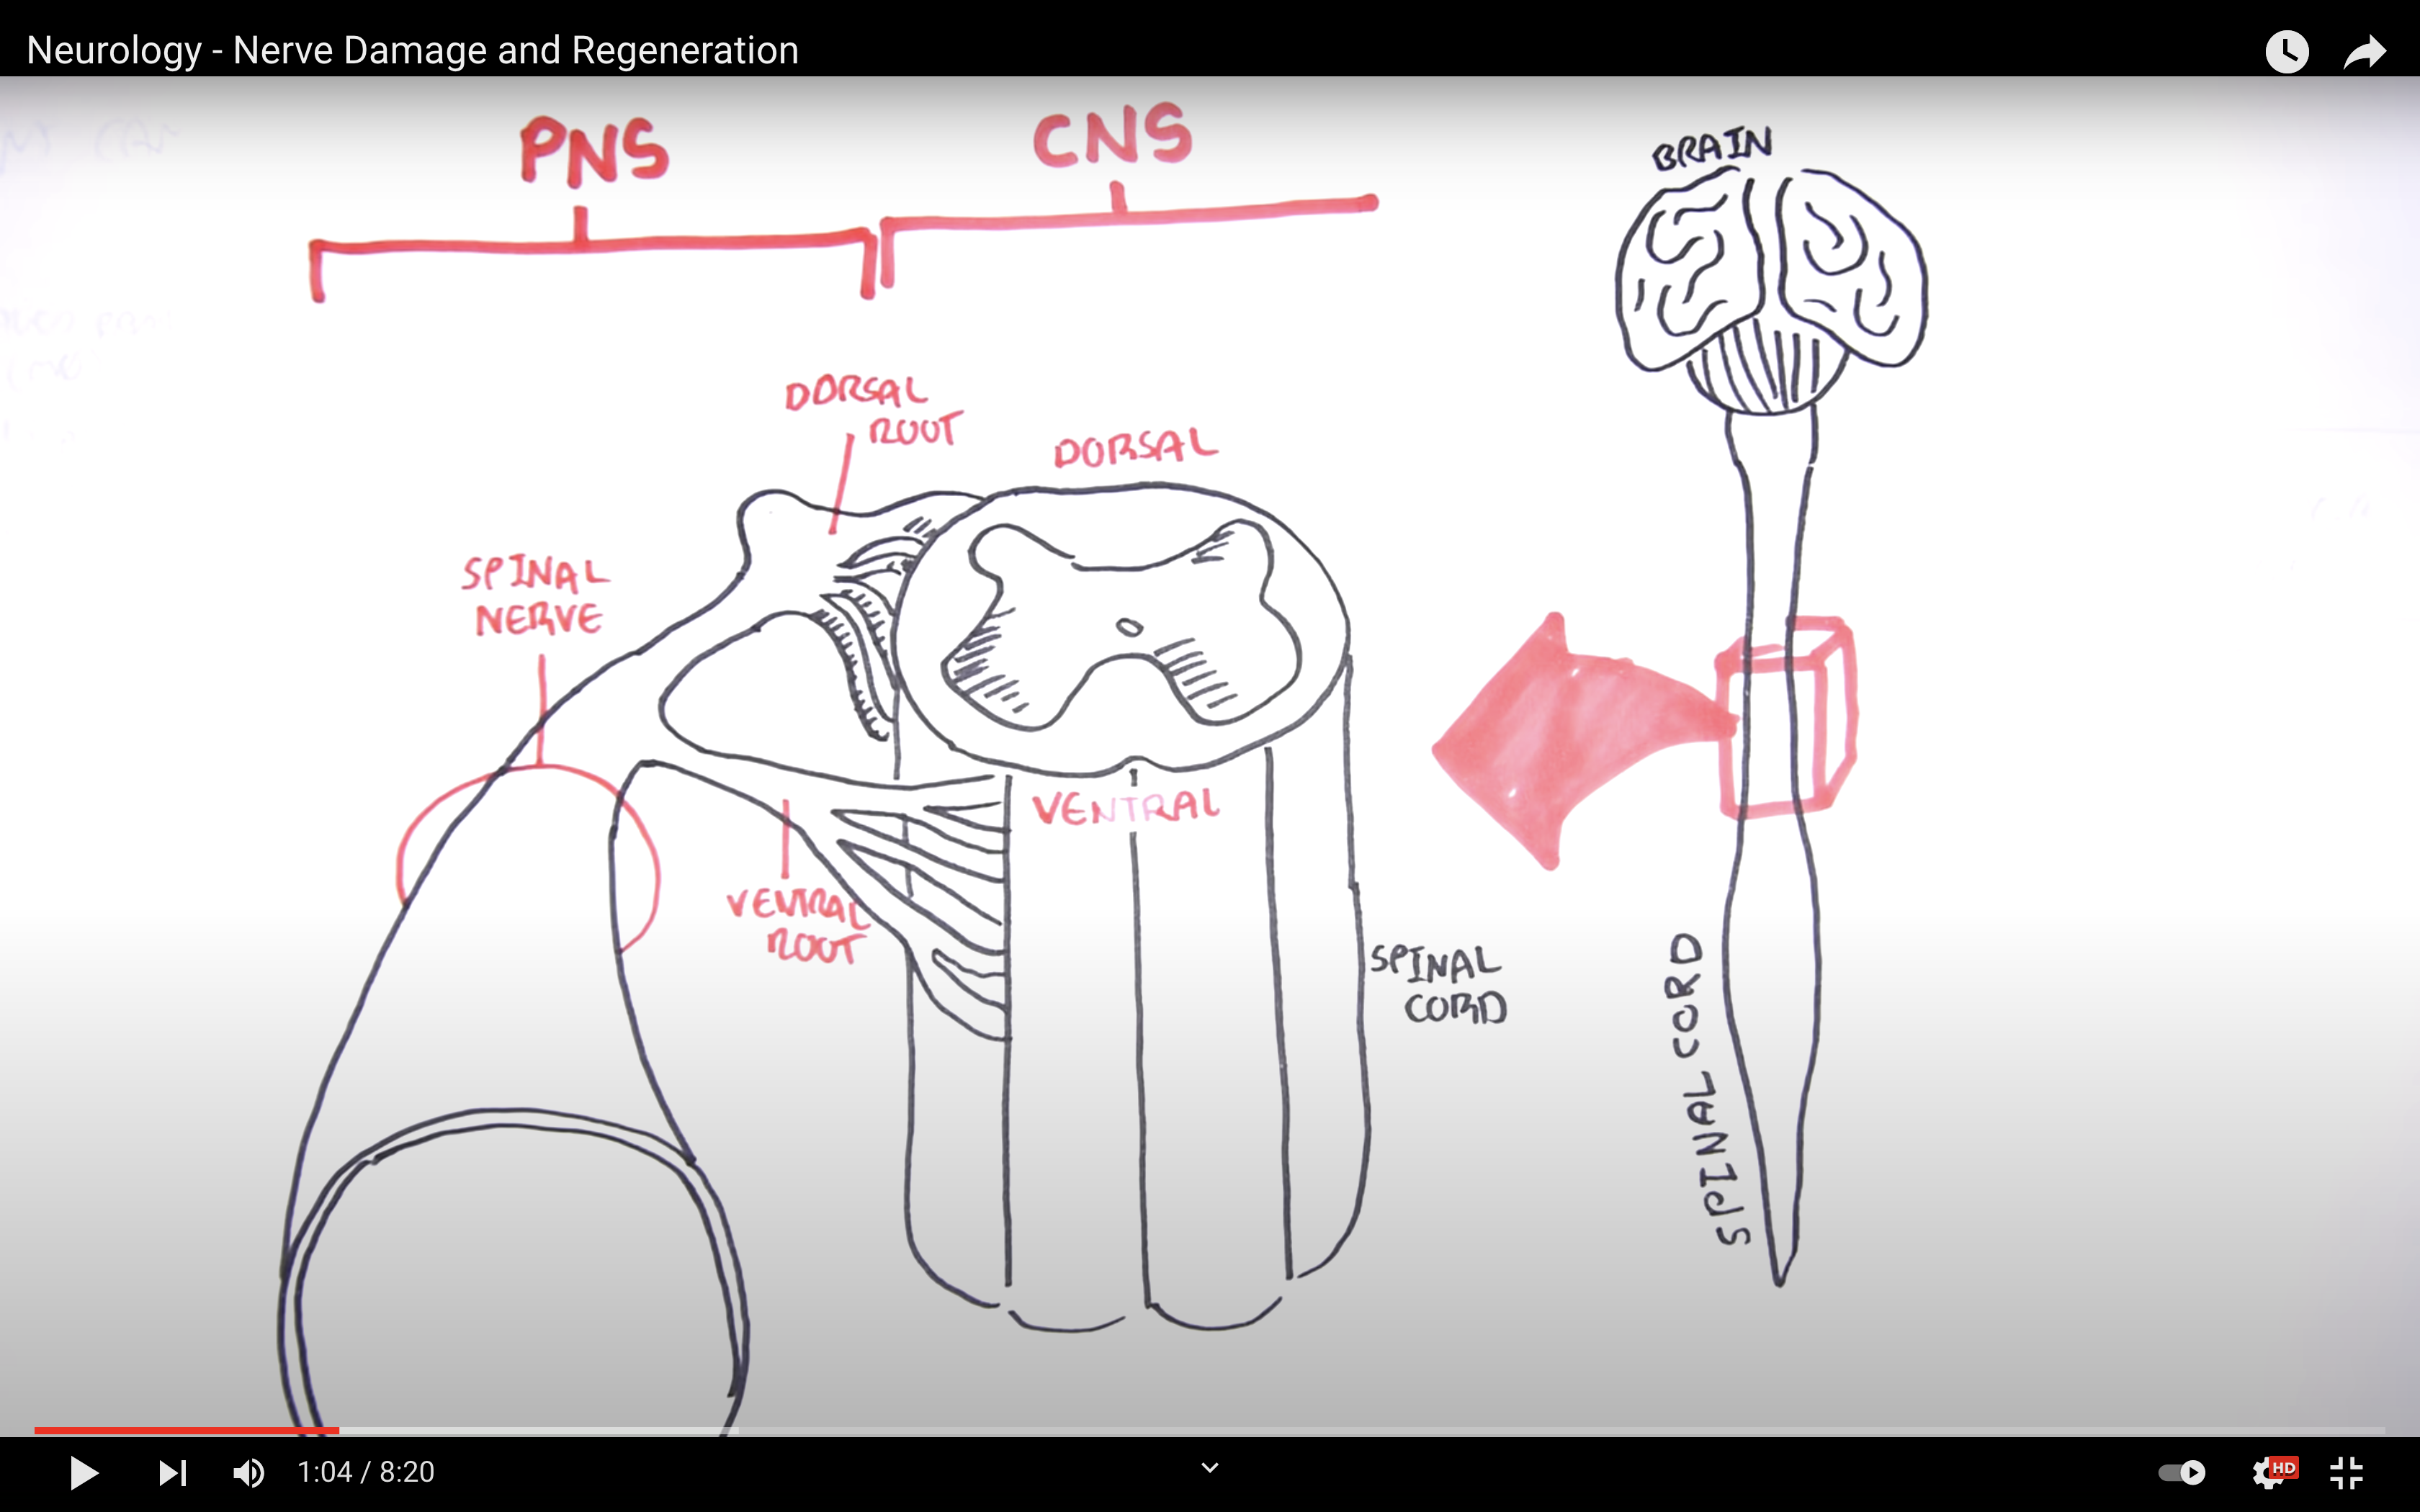 Neurology - Nerve Damage and Regeneration
PNS
CNS
BRAIN
DORSAL
ROOT
DORSAL
SPINAL
NERVE
VENTRAL
VENTRAL
ROOT
SPINAL
CORD
SPINAL CORD
1:04 / 8:20
HD